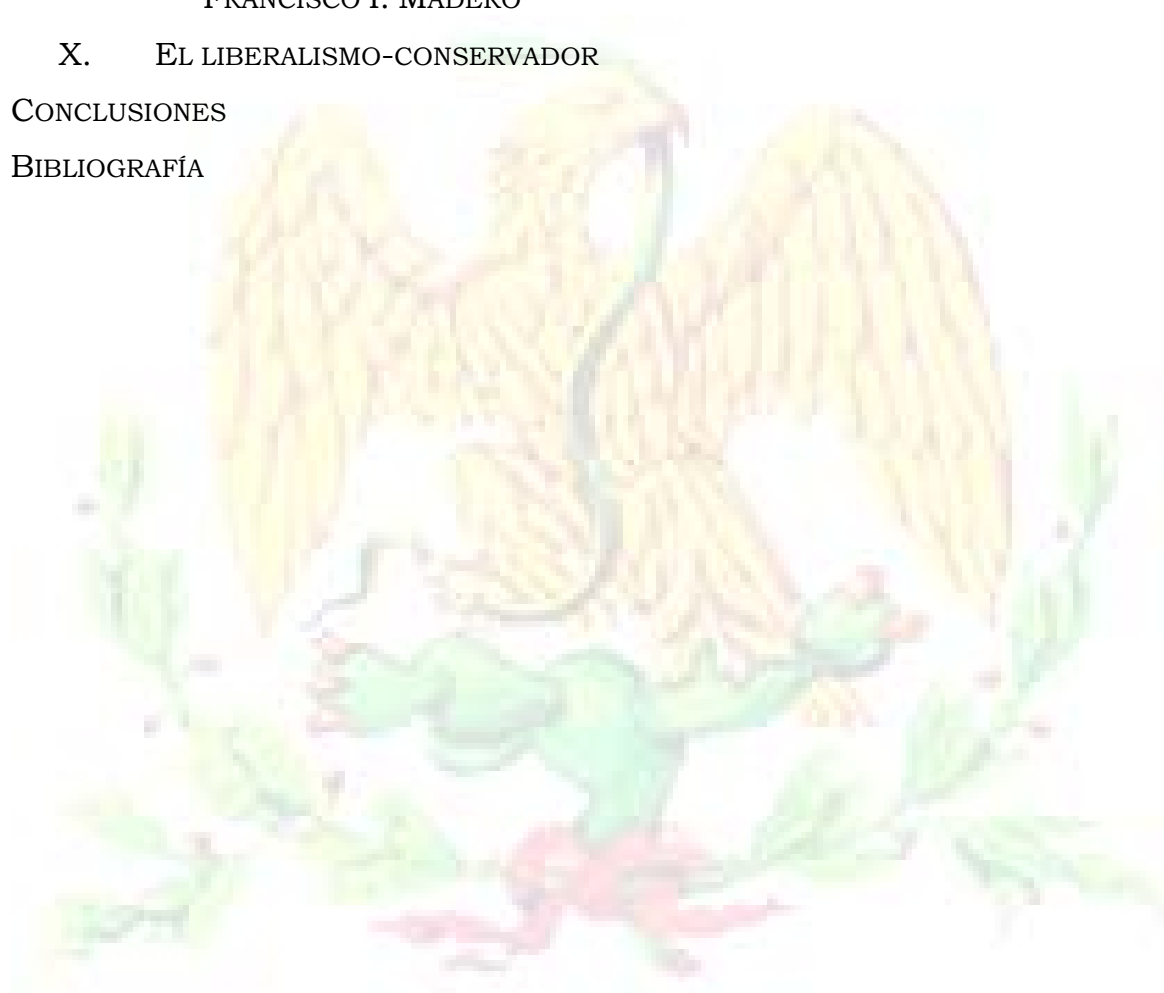 FRANCISCO I. MADERO
X. EL LIBERALISMO-CONSERVADOR
CONCLUSIONES
BIBLIOGRAFÍA